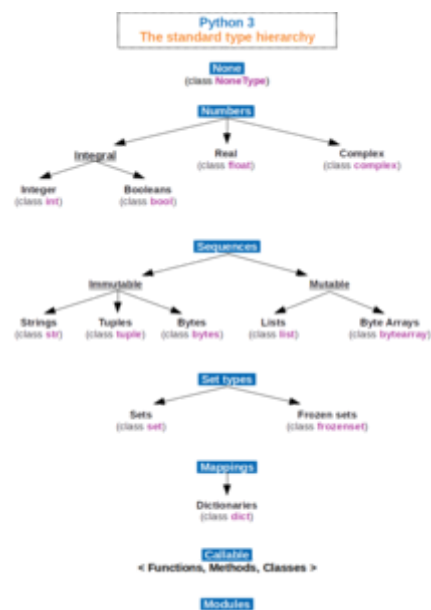 Python 3
The standard type hierarchy
None
(class NoneType)
Numbers
Integral
Real
(class float)
Complex
(class complex)
Integer
(class int)
Booleans
(class bool)
Sequences
Immutable
Mutable
Strings
(class str)
Tuples
(class tuple)
Bytes
(class bytes)
Lists
(class list)
Byte Arrays
(class bytearray)
Set types
Sets
(class set)
Frozen sets
(class frozenset)
Mappings
Dictionaries
(class dict)
Callable
< Functions, Methods, Classes >
Modules